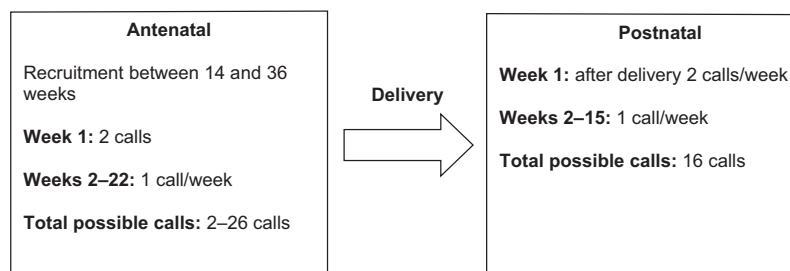 Antenatal
Recruitment between 14 and 36
weeks
Week 1: 2 calls
Weeks 2–22: 1 call/week
Total possible calls: 2–26 calls
Delivery
Postnatal
Week 1: after delivery 2 calls/week
Weeks 2–15: 1 call/week
Total possible calls: 16 calls